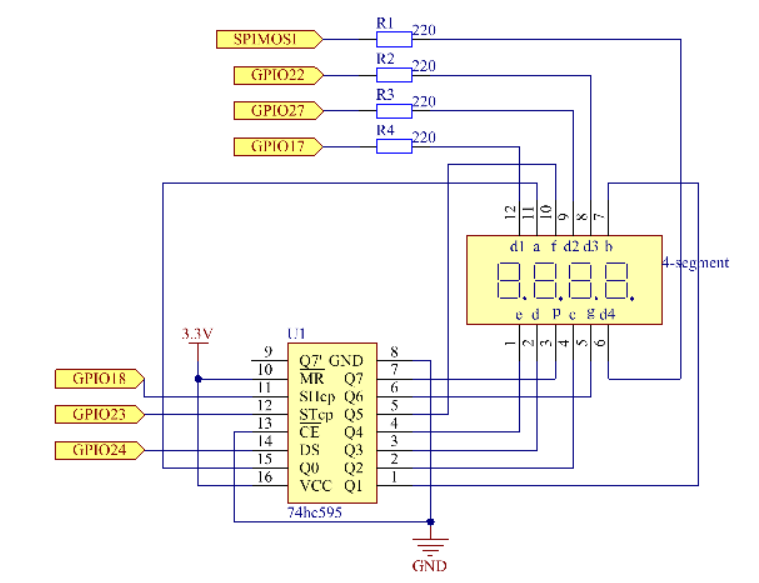 R1
SPIMOSI
220
R2
GPIO22
220
R3
GPIO27
220
R4
GPIO17
220
12 11 10 9 8 7
d1 a f d2 d3 b
4-segment
e d p c g d4
1 2 3 4 5 6
3.3V
U1
9 Q7' GND 8
10 MR Q7 7
GPIO18
11 SHcp Q6 6
12 STcp Q5 5
GPIO23
13 CE Q4 4
14 DS Q3 3
GPIO24
15 Q0 Q2 2
16 VCC Q1 1
74hc595
GND